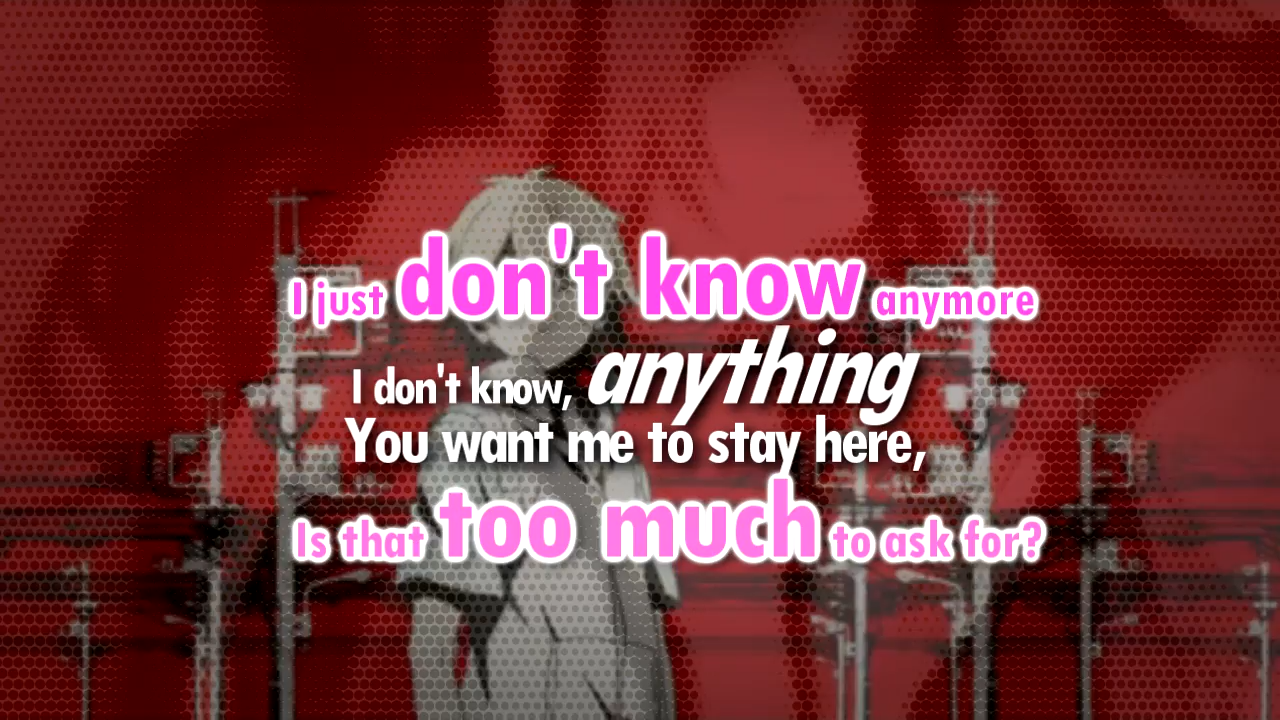 I just don't know anymore
I don't know, anything
You want me to stay here,
Is that too much to ask for?